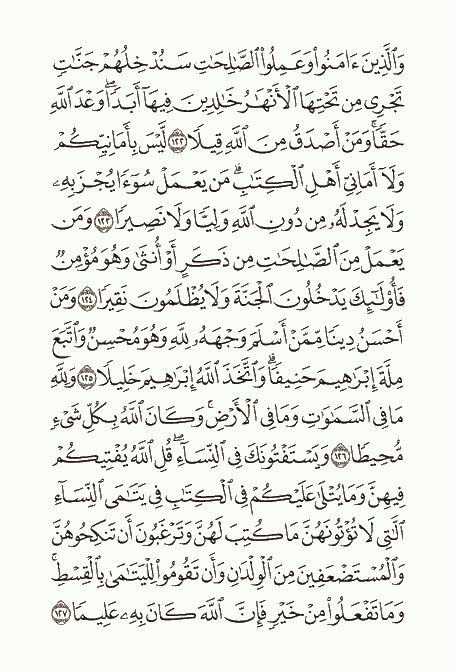 وَٱلَّذِينَ ءَامَنُوا۟ وَعَمِلُوا۟ ٱلصَّٰلِحَٰتِ سَنُدْخِلُهُمْ جَنَّٰتٍ
تَجْرِى مِن تَحْتِهَا ٱلْأَنْهَٰرُ خَٰلِدِينَ فِيهَآ أَبَدًا ۖ وَعْدَ ٱللَّهِ
حَقًّا ۚ وَمَنْ أَصْدَقُ مِنَ ٱللَّهِ قِيلًا ١٢٢ لَّيْسَ بِأَمَانِيِّكُمْ
وَلَآ أَمَانِىِّ أَهْلِ ٱلْكِتَٰبِ ۗ مَن يَعْمَلْ سُوٓءًا يُجْزَ بِهِۦ
وَلَا يَجِدْ لَهُۥ مِن دُونِ ٱللَّهِ وَلِيًّا وَلَا نَصِيرًا ١٢٣ وَمَن
يَعْمَلْ مِنَ ٱلصَّٰلِحَٰتِ مِن ذَكَرٍ أَوْ أُنثَىٰ وَهُوَ مُؤْمِنٌ
فَأُو۟لَٰٓئِكَ يَدْخُلُونَ ٱلْجَنَّةَ وَلَا يُظْلَمُونَ نَقِيرًا ١٢٤ وَمَنْ
أَحْسَنُ دِينًا مِّمَّنْ أَسْلَمَ وَجْهَهُۥ لِلَّهِ وَهُوَ مُحْسِنٌ وَٱتَّبَعَ
مِلَّةَ إِبْرَٰهِيمَ حَنِيفًا ۗ وَٱتَّخَذَ ٱللَّهُ إِبْرَٰهِيمَ خَلِيلًا ١٢٥ وَلِلَّهِ
مَا فِى ٱلسَّمَٰوَٰتِ وَمَا فِى ٱلْأَرْضِ ۚ وَكَانَ ٱللَّهُ بِكُلِّ شَىْءٍ
مُّحِيطًا ١٢٦ وَيَسْتَفْتُونَكَ فِى ٱلنِّسَآءِ ۖ قُلِ ٱللَّهُ يُفْتِيكُمْ
فِيهِنَّ وَمَا يُتْلَىٰ عَلَيْكُمْ فِى ٱلْكِتَٰبِ فِى يَتَٰمَى ٱلنِّسَآءِ
ٱلَّٰتِى لَا تُؤْتُونَهُنَّ مَا كُتِبَ لَهُنَّ وَتَرْغَبُونَ أَن تَنكِحُوهُنَّ
وَٱلْمُسْتَضْعَفِينَ مِنَ ٱلْوِلْدَٰنِ وَأَن تَقُومُوا۟ لِلْيَتَٰمَىٰ بِٱلْقِسْطِ ۚ
وَمَا تَفْعَلُوا۟ مِنْ خَيْرٍ فَإِنَّ ٱللَّهَ كَانَ بِهِۦ عَلِيمًا ١٢٧